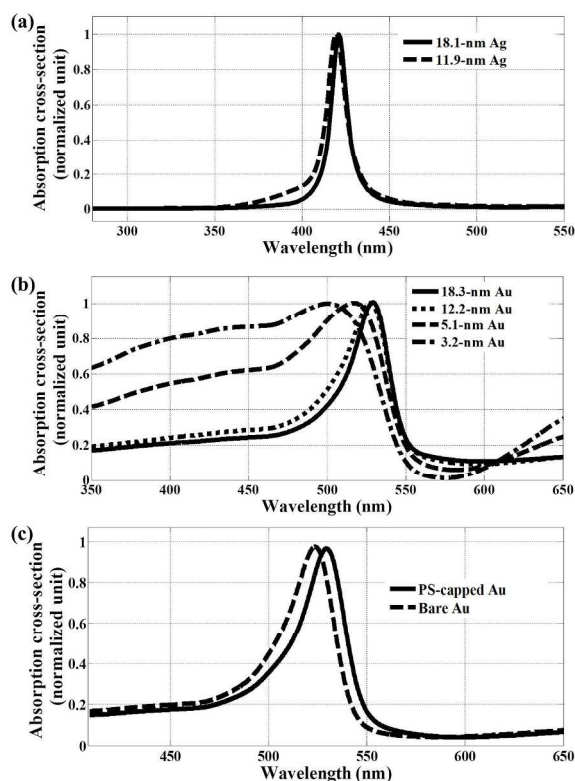 (a)
Absorption cross-section
(normalized unit)
1
0.8
0.6
0.4
0.2
0
18.1-nm Ag
11.9-nm Ag
300
350
400
450
500
550
Wavelength (nm)
(b)
Absorption cross-section
(normalized unit)
1
0.8
0.6
0.4
0.2
0
18.3-nm Au
12.2-nm Au
5.1-nm Au
3.2-nm Au
350
400
450
500
550
600
650
Wavelength (nm)
(c)
Absorption cross-section
(normalized unit)
1
0.8
0.6
0.4
0.2
0
PS-capped Au
Bare Au
450
500
550
600
650
Wavelength (nm)